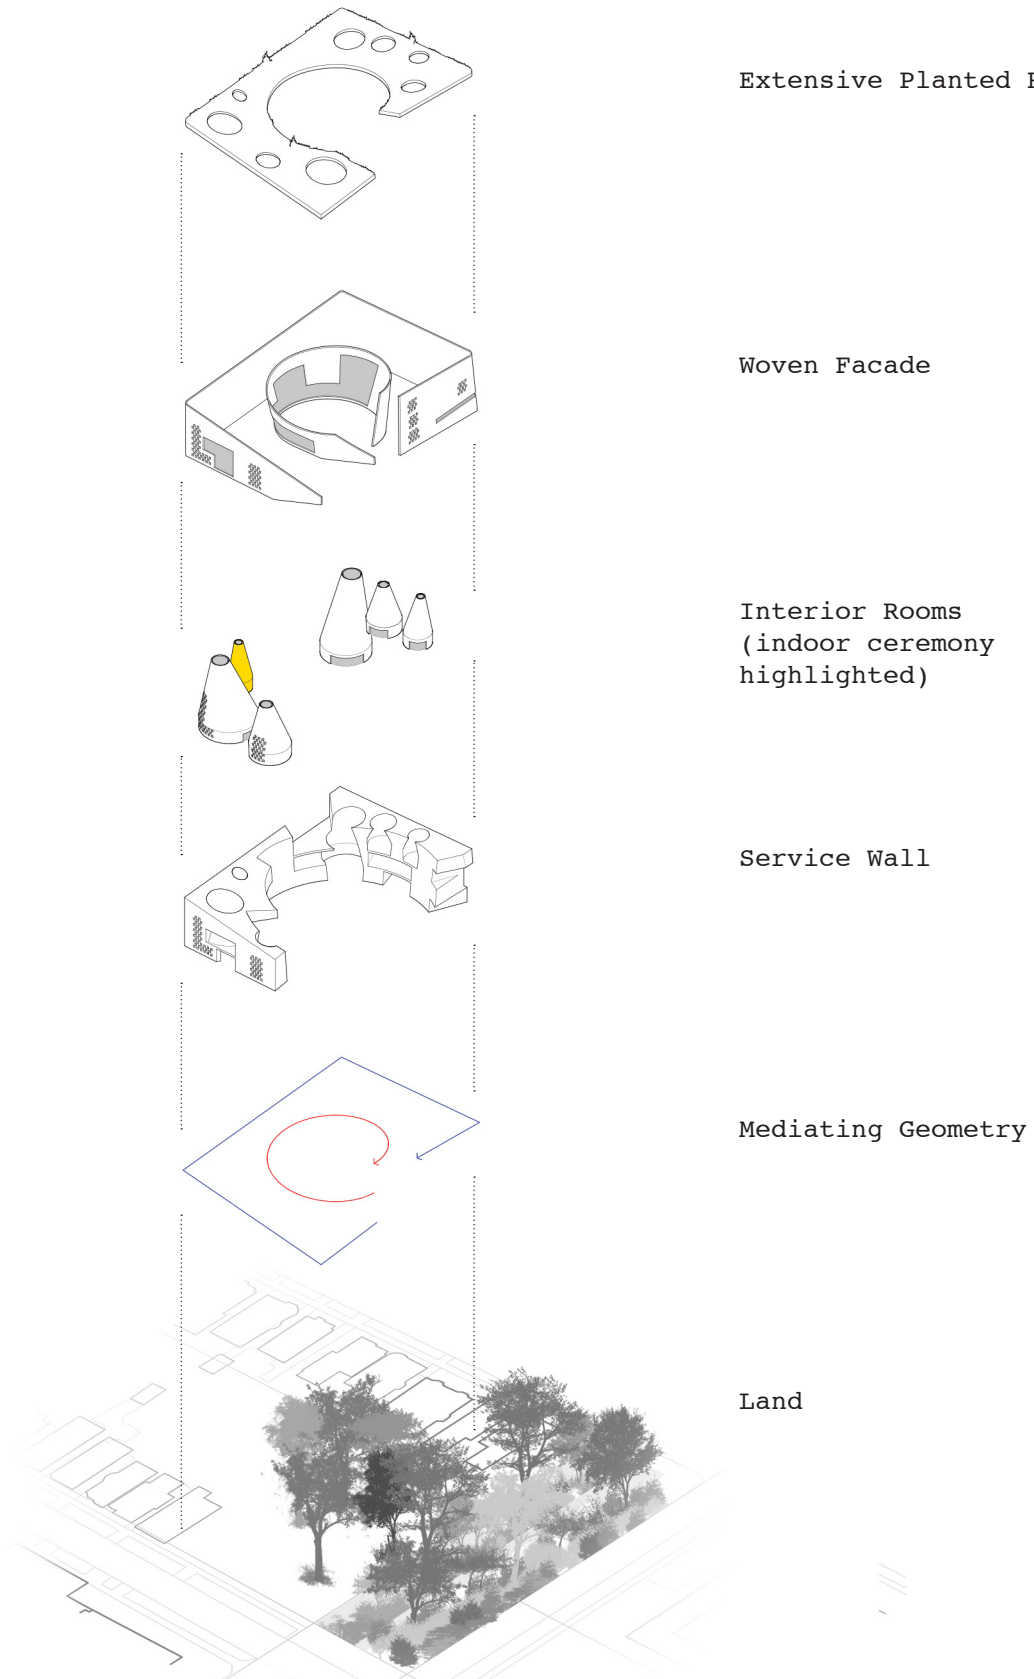 Extensive Planted
Woven Facade
Interior Rooms
(indoor ceremony
highlighted)
Service Wall
Mediating Geometry
Land